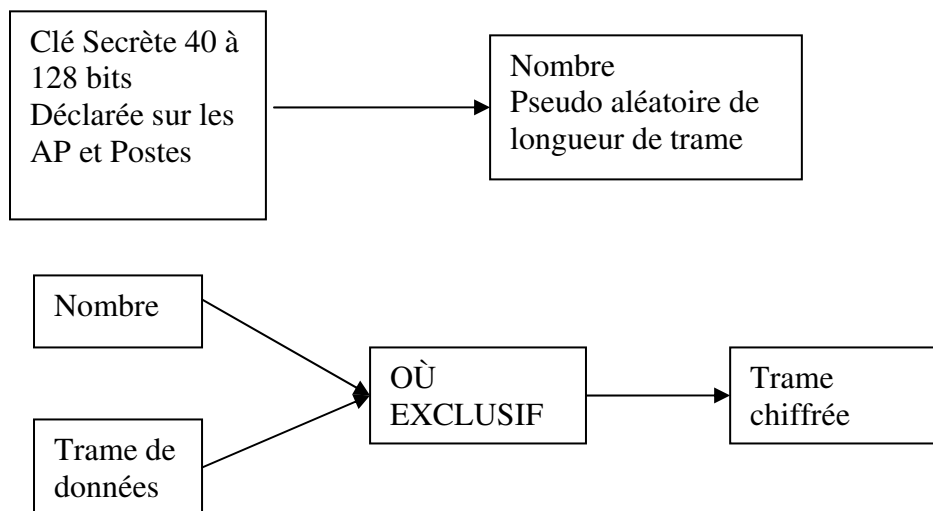 Clé Secrète 40 à
128 bits
Déclarée sur les
AP et Postes
Nombre
Pseudo aléatoire de
longueur de trame
Nombre
Trame de
données
OÙ
EXCLUSIF
Trame
chiffrée